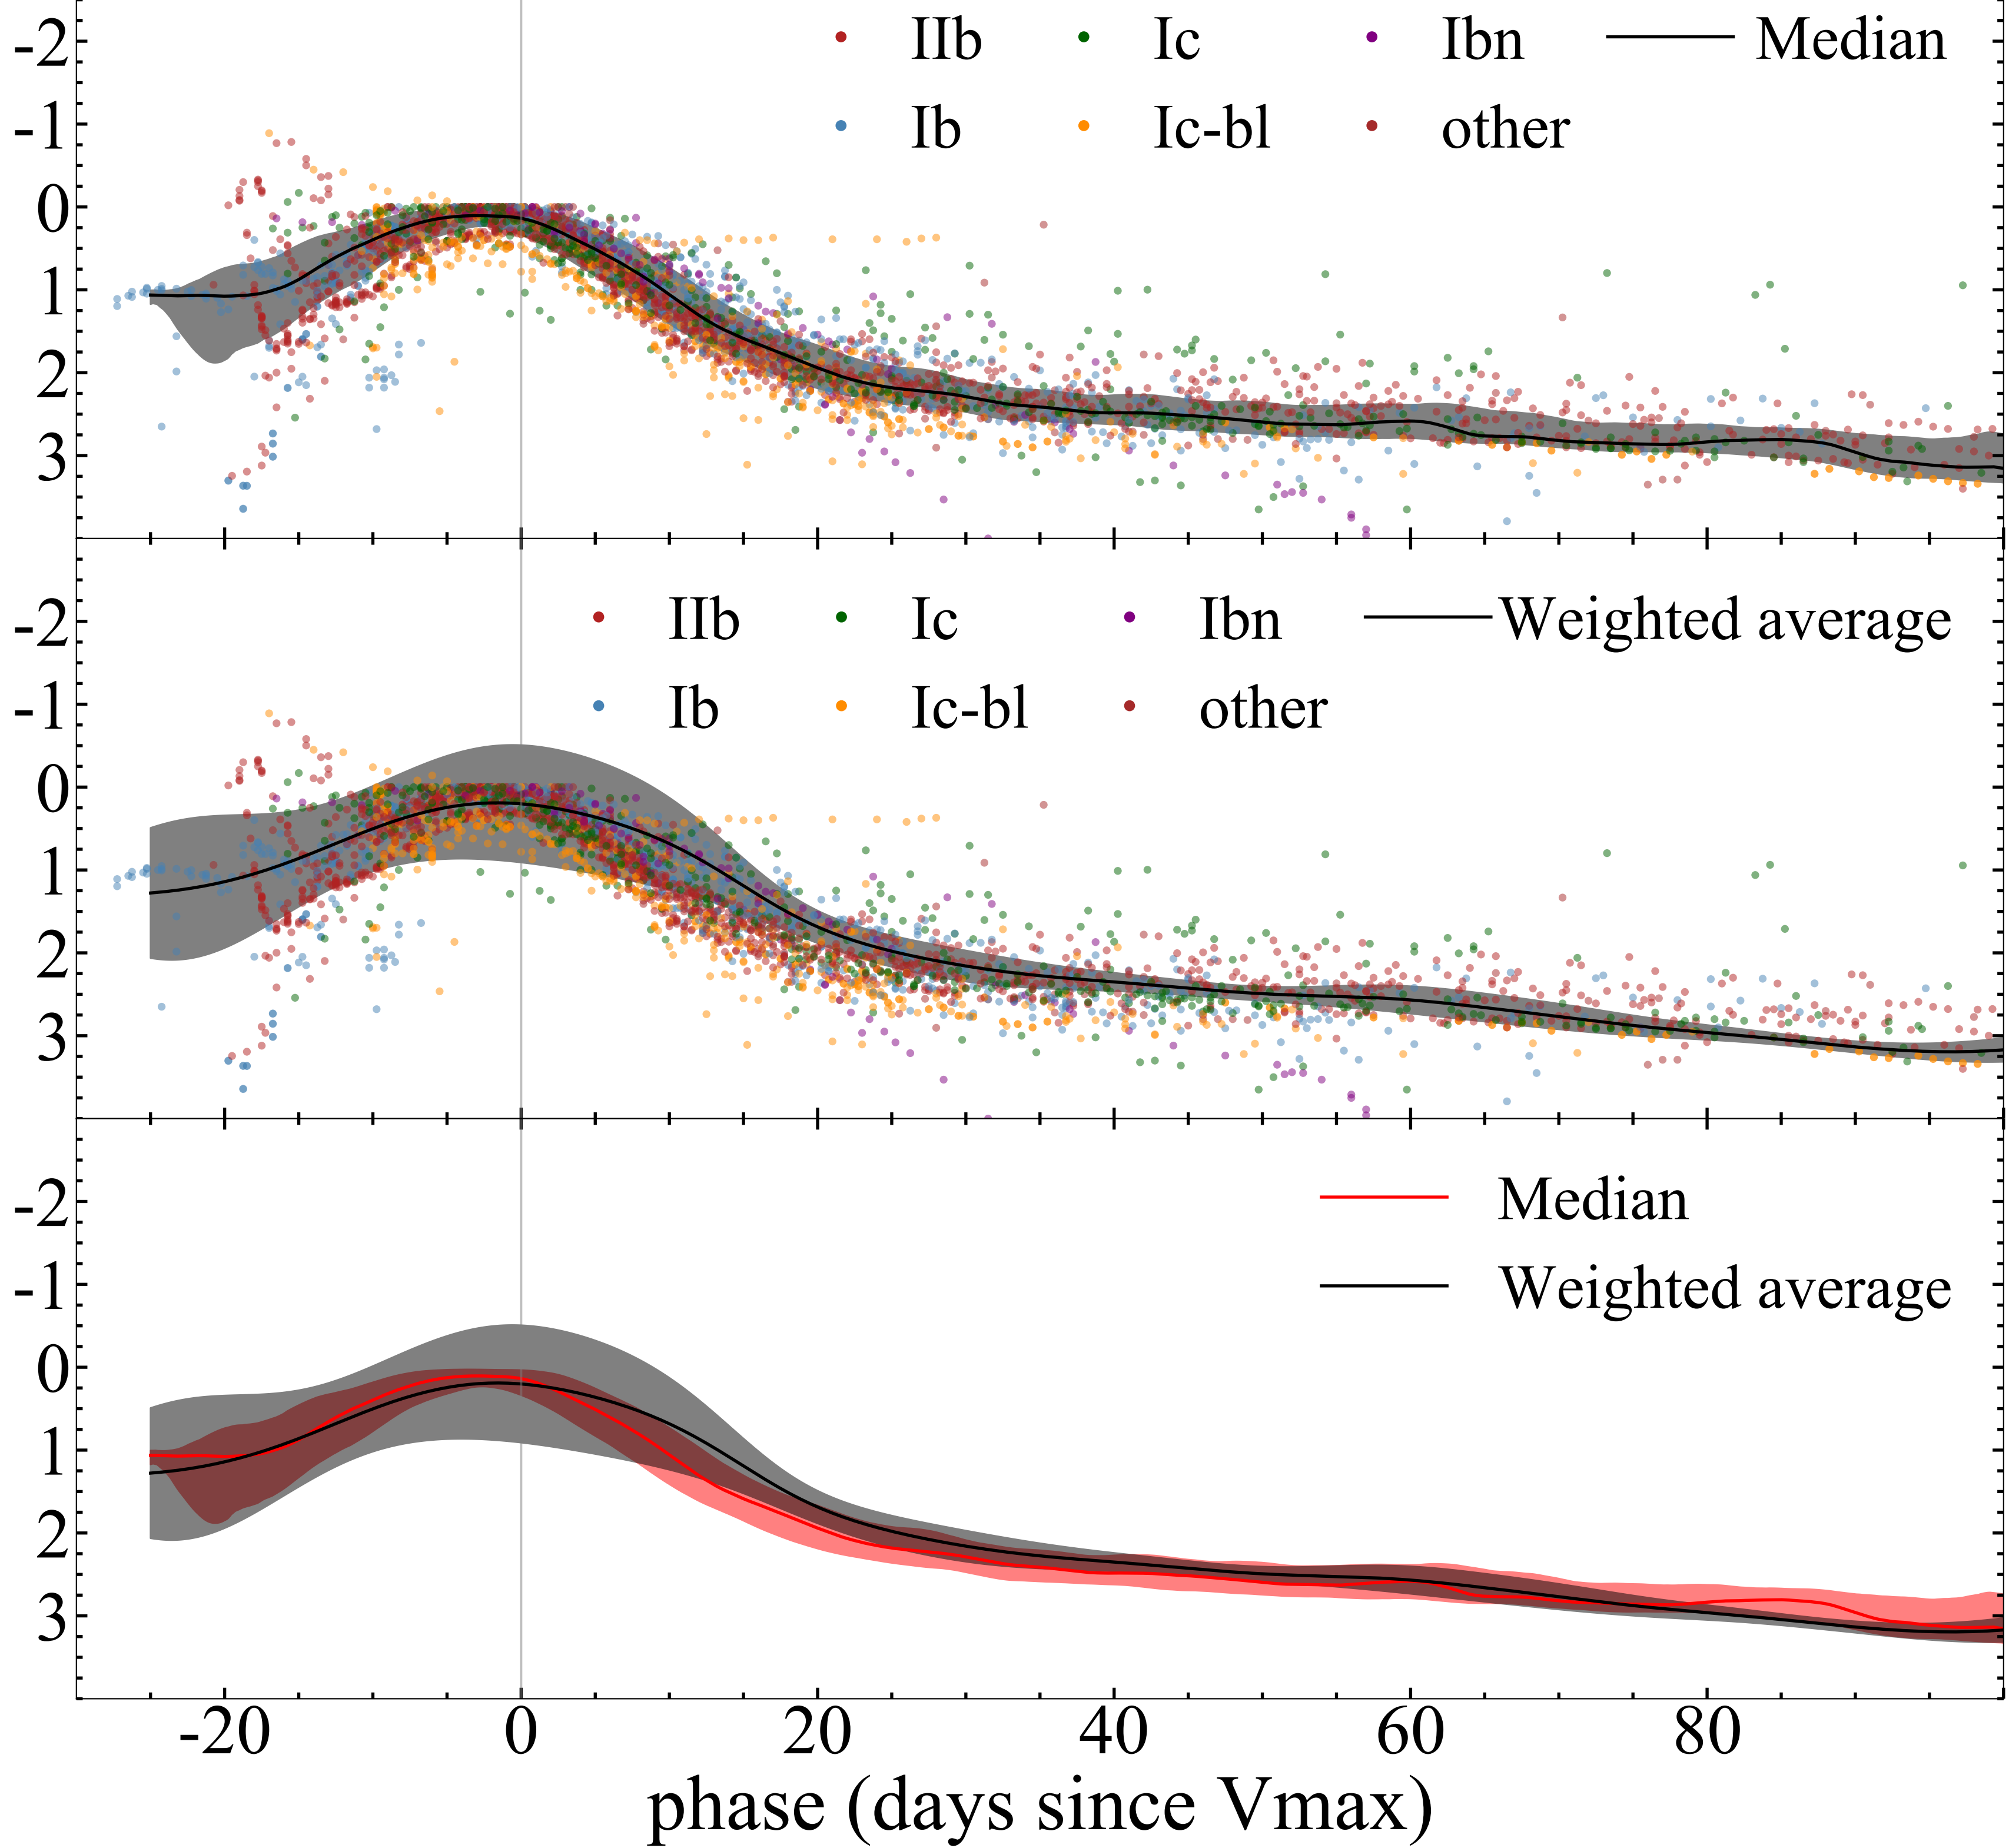 -2
IIb Ic Ibn Median
-1
Ib Ic-bl other
0
1
2
3
-2
IIb Ic Ibn Weighted average
-1
Ib Ic-bl other
0
1
2
3
-2
Median
-1
Weighted average
0
1
2
3
-20 0 20 40 60 80
phase (days since Vmax)